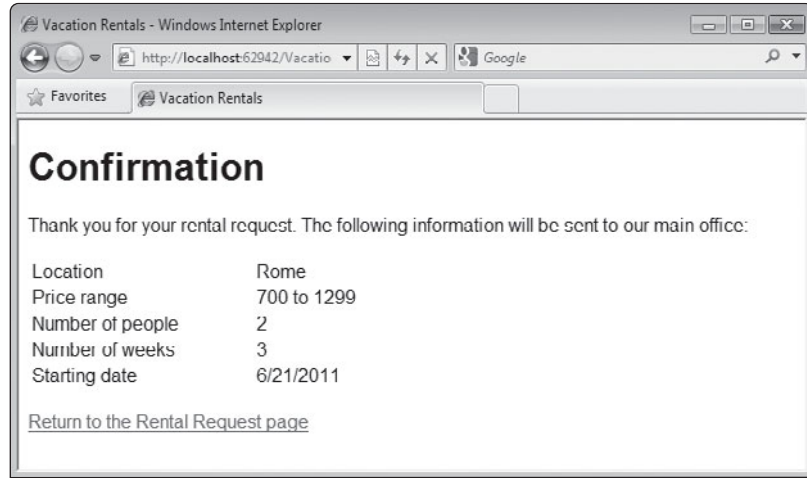 Vacation Rentals - Windows Internet Explorer
http://localhost:62942/Vacatio
Google
Favorites
Vacation Rentals
Confirmation
Thank you for your rental request. The following information will be sent to our main office:
Location Rome
Price range 700 to 1299
Number of people 2
Number of weeks 3
Starting date 6/21/2011
Return to the Rental Request page